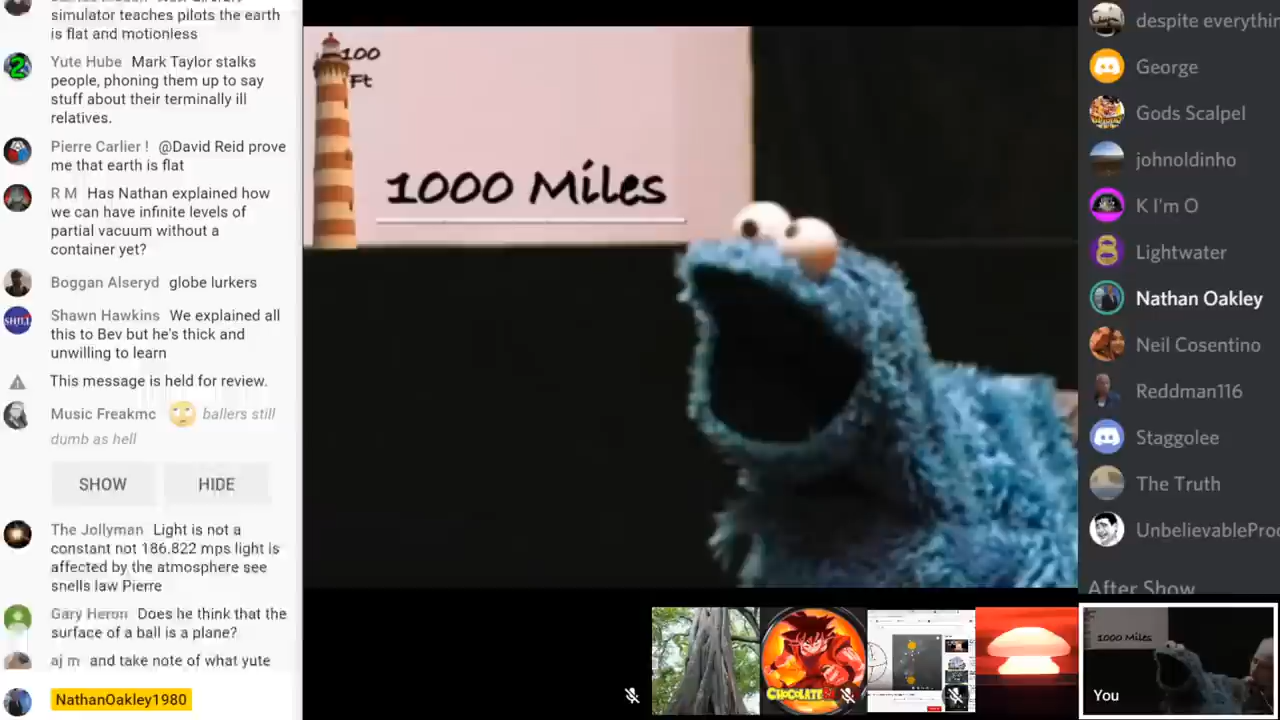 simulator teaches pilots the earth
is flat and motionless
Yute Hube Mark Taylor stalks
people, phoning them up to say
stuff about their terminally ill
relatives.
Pierre Carlier ! @David Reid prove
me that earth is flat
R M Has Nathan explained how
we can have infinite levels of
partial vacuum without a
container yet?
Boggan Alseryd globe lurkers
Shawn Hawkins We explained all
this to Bev but he's thick and
unwilling to learn
This message is held for review.
Music Freakmc 🙄 ballers still
dumb as hell
SHOW HIDE
The Jollyman Light is not a
constant not 186.822 mps light is
affected by the atmosphere see
snells law Pierre
Gary Heron Does he think that the
surface of a ball is a plane?
aj m and take note of what yute
NathanOakley1980
100
Ft
1000 Miles
despite everythin
George
Gods Scalpel
johnoldinho
K I'm O
Lightwater
Nathan Oakley
Neil Cosentino
Reddman116
Staggolee
The Truth
UnbelievablePro
After Show
CHOCOLATE
1000 Miles
You